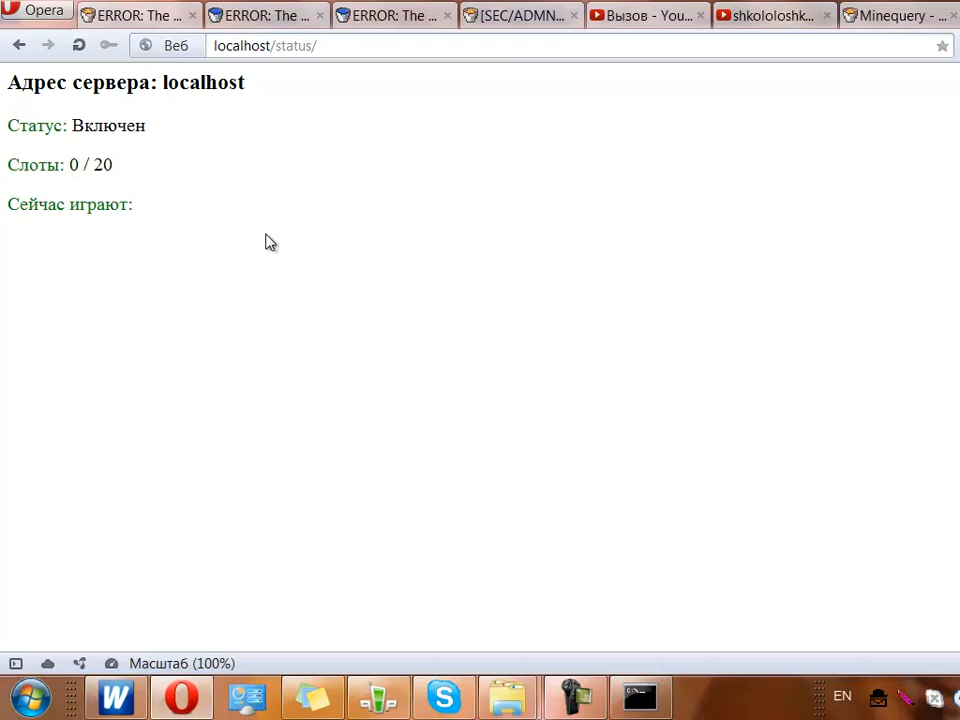 Opera
ERROR: The ...
ERROR: The ...
ERROR: The ...
[SEC/ADMN...
Вызов - You...
shkololoshk...
Minequery - ...
Веб
localhost/status/
Адрес сервера: localhost
Статус: Включен
Слоты: 0 / 20
Сейчас играют:
Масштаб (100%)
EN